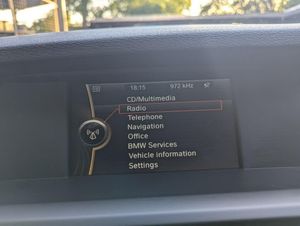 18:15 972 kHz
CD/Multimedia
Radio
Telephone
Navigation
Office
BMW Services
Vehicle information
Settings